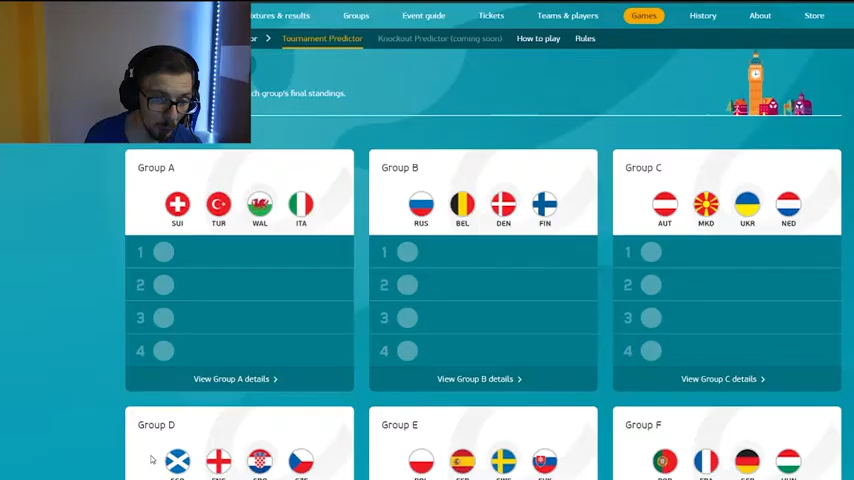 ixtures & results Groups Event guide Tickets Teams & players Games History About Store
or Tournament Predictor Knockout Predictor (coming soon) How to play Rules
ch group's final standings.
Group A Group B Group C
SUI TUR WAL ITA RUS BEL DEN FIN AUT MKD UKR NED
1 1 1
2 2 2
3 3 3
4 4 4
View Group A details View Group B details View Group C details
Group D Group E Group F